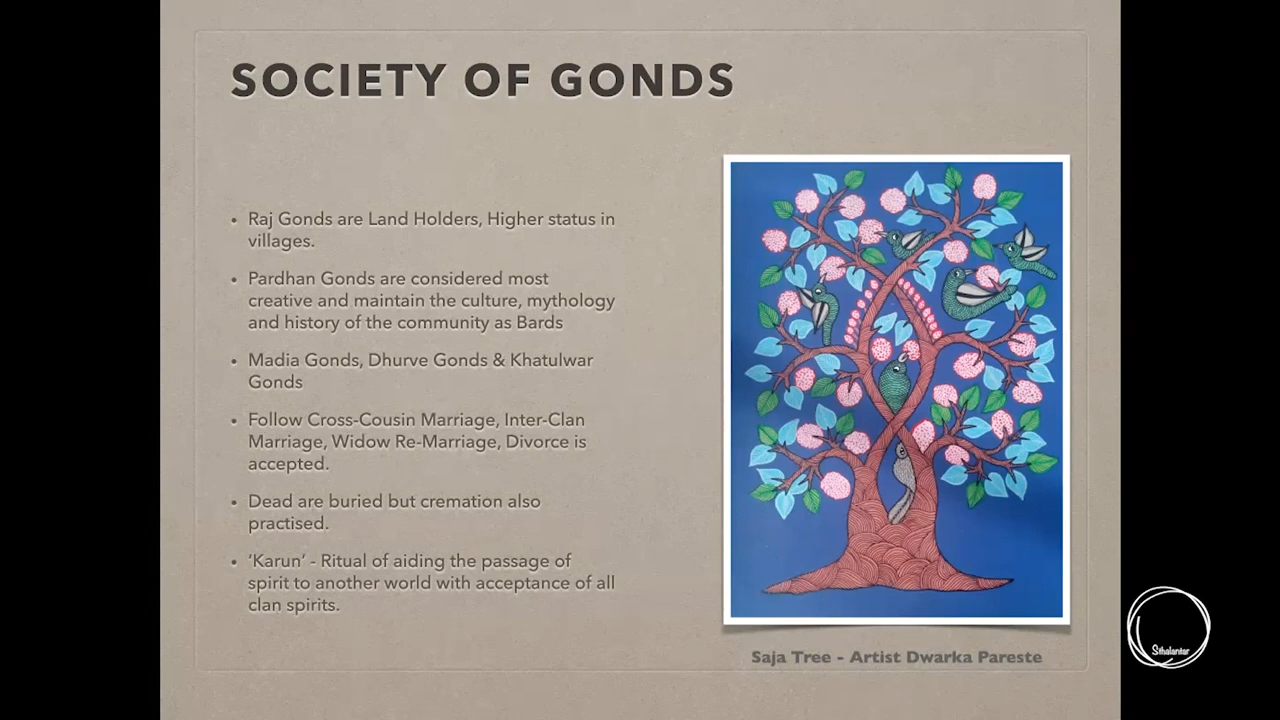 SOCIETY OF GONDS
• Raj Gonds are Land Holders, Higher status in
villages.
• Pardhan Gonds are considered most
creative and maintain the culture, mythology
and history of the community as Bards
• Madia Gonds, Dhurve Gonds & Khatulwar
Gonds
• Follow Cross-Cousin Marriage, Inter-Clan
Marriage, Widow Re-Marriage, Divorce is
accepted.
• Dead are buried but cremation also
practised.
• ‘Karun’ - Ritual of aiding the passage of
spirit to another world with acceptance of all
clan spirits.
Saja Tree - Artist Dwarka Pareste
Sthalantar